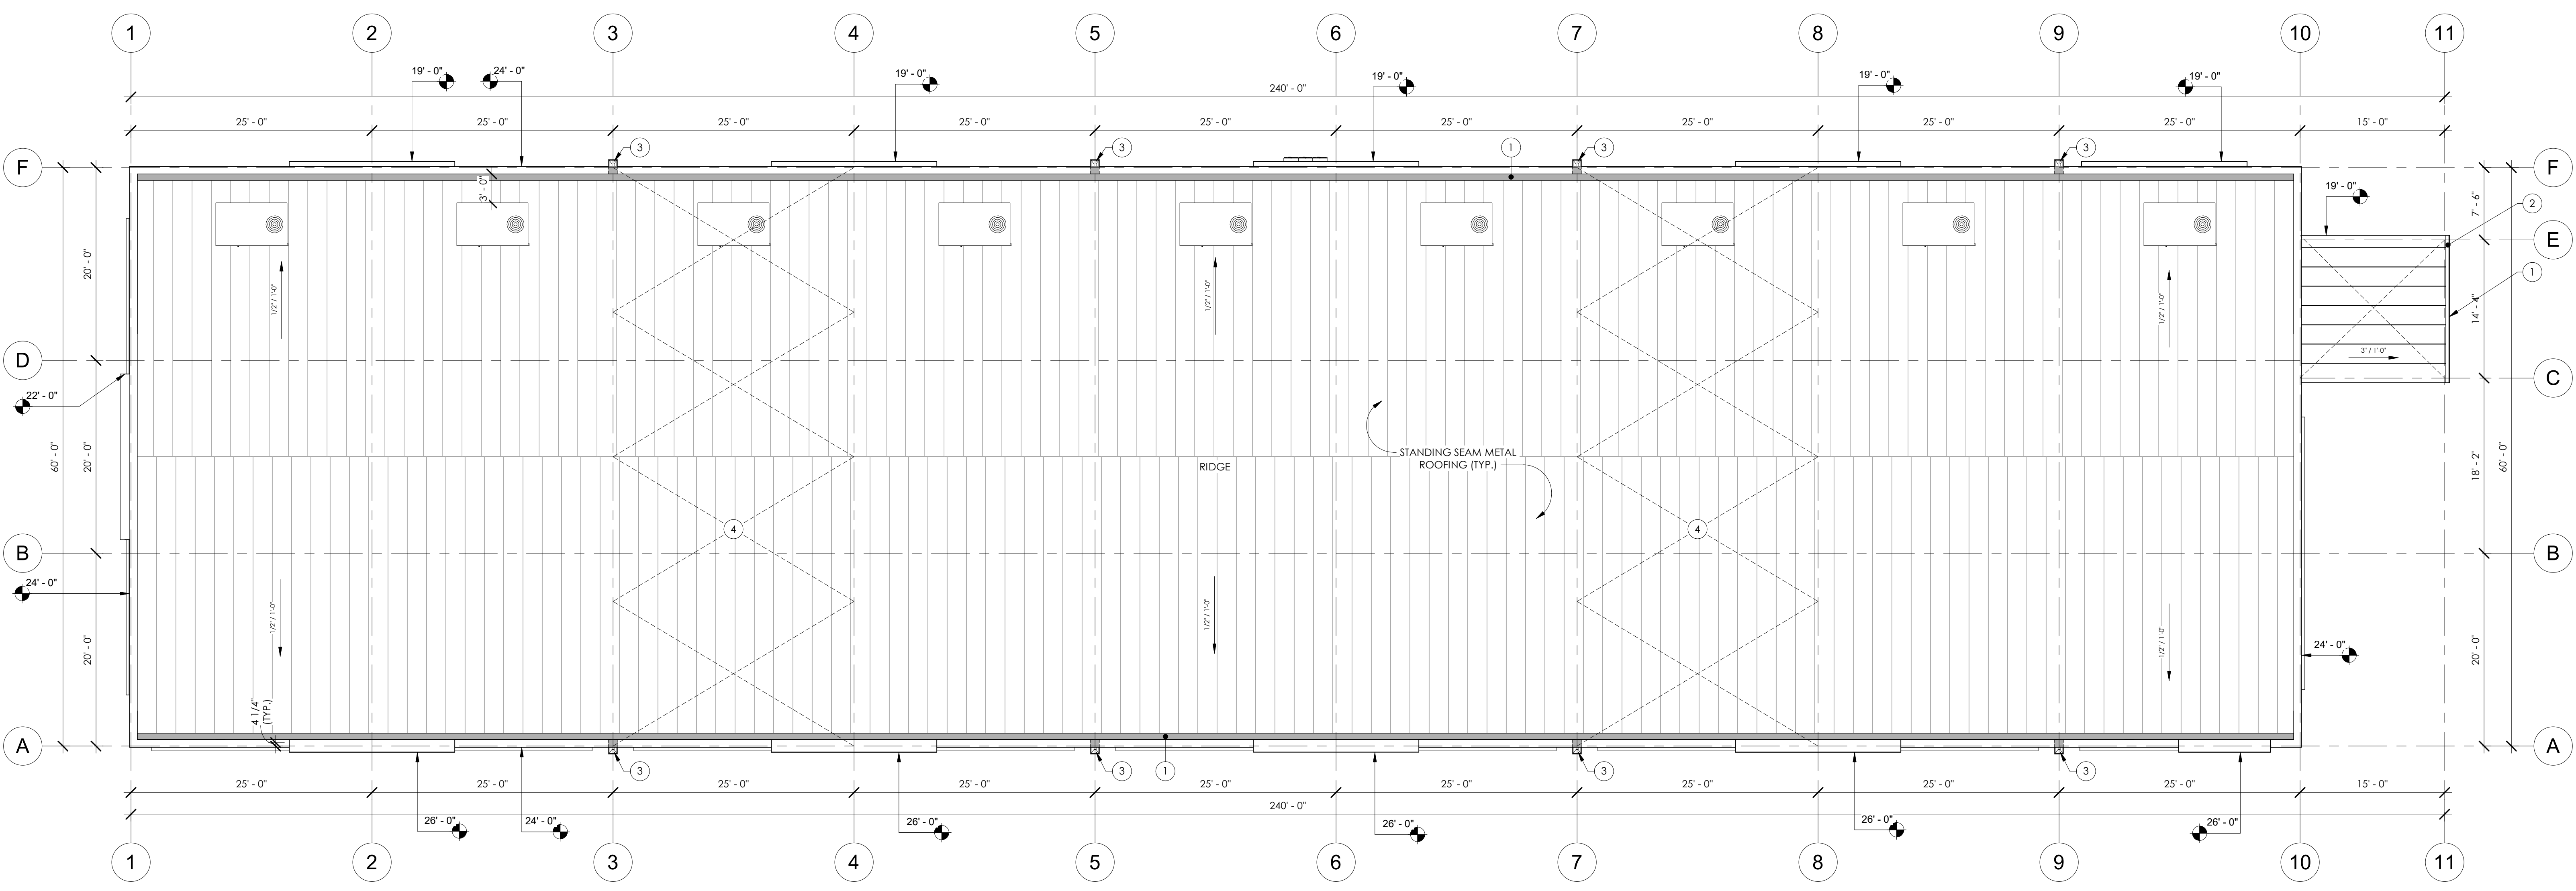 1 2 3 4 5 6 7 8 9 10 11
19' - 0" 24' - 0" 19' - 0" 19' - 0" 19' - 0" 19' - 0"
240' - 0"
25' - 0" 25' - 0" 25' - 0" 25' - 0" 25' - 0" 25' - 0" 25' - 0" 25' - 0" 25' - 0" 15' - 0"
3 3 1 3 3
F F
3' - 0"
19' - 0"
7' - 6"
2
E
20' - 0"
1
1/2" / 1'-0" 1/2" / 1'-0" 1/2" / 1'-0"
14' - 4"
3" / 1'-0"
D
C
22' - 0"
STANDING SEAM METAL
ROOFING (TYP.)
RIDGE
60' - 0" 20' - 0" 18' - 2" 60' - 0"
4 4
B B
24' - 0"
1/2" / 1'-0" 1/2" / 1'-0" 1/2" / 1'-0"
20' - 0" 20' - 0"
24' - 0"
4 1/4"
(TYP.)
A A
3 3 1 3 3
25' - 0" 25' - 0" 25' - 0" 25' - 0" 25' - 0" 25' - 0" 25' - 0" 25' - 0" 25' - 0" 15' - 0"
240' - 0"
26' - 0" 24' - 0" 26' - 0" 26' - 0" 26' - 0" 26' - 0"
1 2 3 4 5 6 7 8 9 10 11